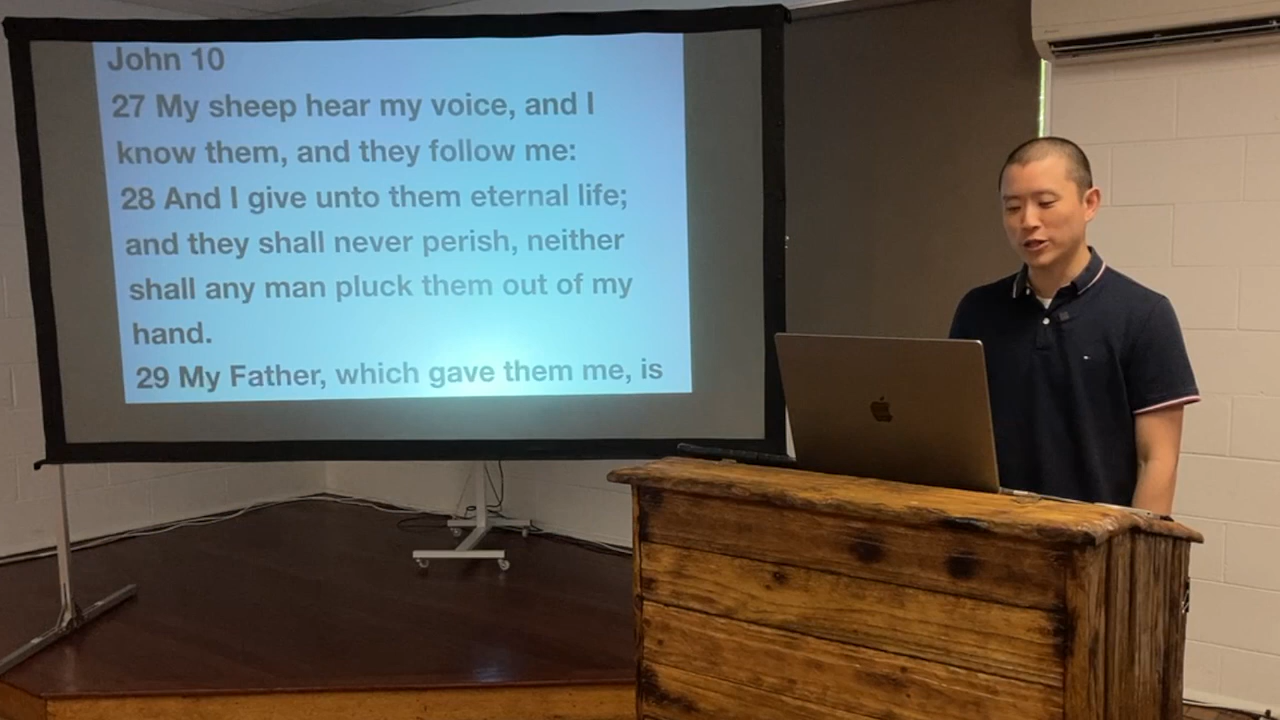 John 10
27 My sheep hear my voice, and I
know them, and they follow me:
28 And I give unto them eternal life;
and they shall never perish, neither
shall any man pluck them out of my
hand.
29 My Father, which gave them me, is